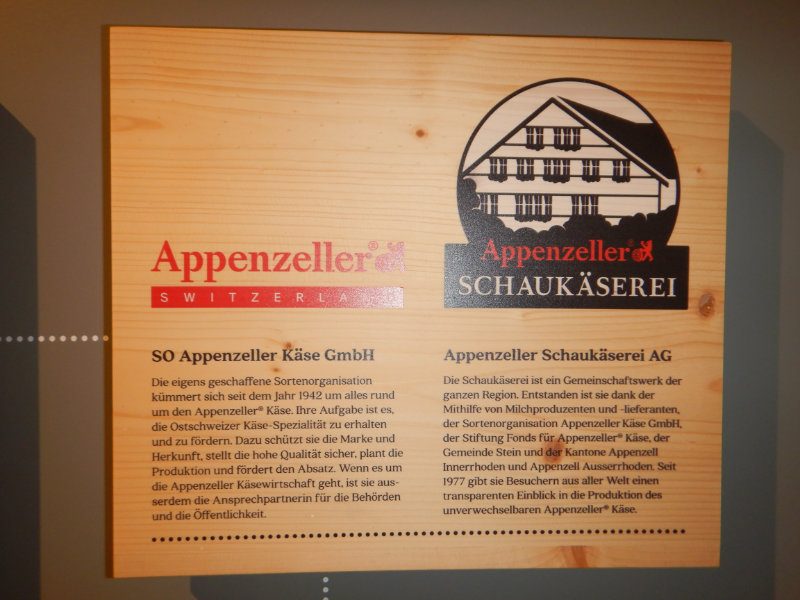 Appenzeller®
SWITZERLAND
SO Appenzeller Käse GmbH
Die eigens geschaffene Sortenorganisation
kümmert sich seit dem Jahr 1942 um alles rund
um den Appenzeller® Käse. Ihre Aufgabe ist es,
die Ostschweizer Käse-Spezialität zu erhalten
und zu fördern. Dazu schützt sie die Marke und
Herkunft, stellt die hohe Qualität sicher, plant die
Produktion und fördert den Absatz. Wenn es um
die Appenzeller Käsewirtschaft geht, ist sie aus-
serdem die Ansprechpartnerin für die Behörden
und die Öffentlichkeit.
Appenzeller®
SCHAUKÄSEREI
Appenzeller Schaukäserei AG
Die Schaukäserei ist ein Gemeinschaftswerk der
ganzen Region. Entstanden ist sie dank der
Mithilfe von Milchproduzenten und -lieferanten,
der Sortenorganisation Appenzeller Käse GmbH,
der Stiftung Fonds für Appenzeller® Käse, der
Gemeinde Stein und der Kantone Appenzell
Innerrhoden und Appenzell Ausserrhoden. Seit
1977 gibt sie Besuchern aus aller Welt einen
transparenten Einblick in die Produktion des
unverwechselbaren Appenzeller® Käse.